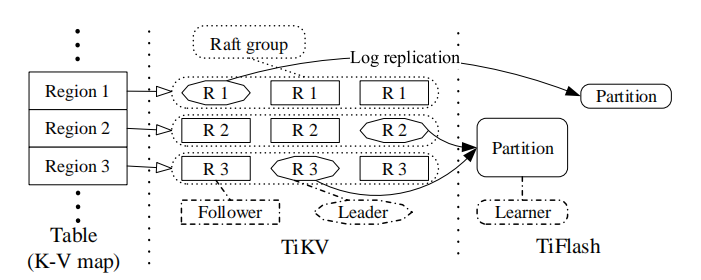 Raft group
Log replication
Region 1
R 1
R 1
R 1
Partition
Region 2
R 2
R 2
R 2
Partition
Region 3
R 3
R 3
R 3
Follower
Leader
Learner
Table
(K-V map)
TiKV
TiFlash